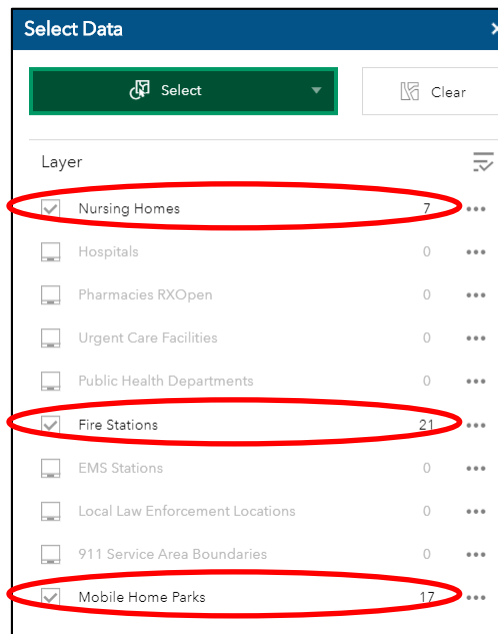 Select Data
Select Clear
Layer
Nursing Homes 7
Hospitals 0
Pharmacies RXOpen 0
Urgent Care Facilities 0
Public Health Departments 0
Fire Stations 21
EMS Stations 0
Local Law Enforcement Locations 0
911 Service Area Boundaries 0
Mobile Home Parks 17